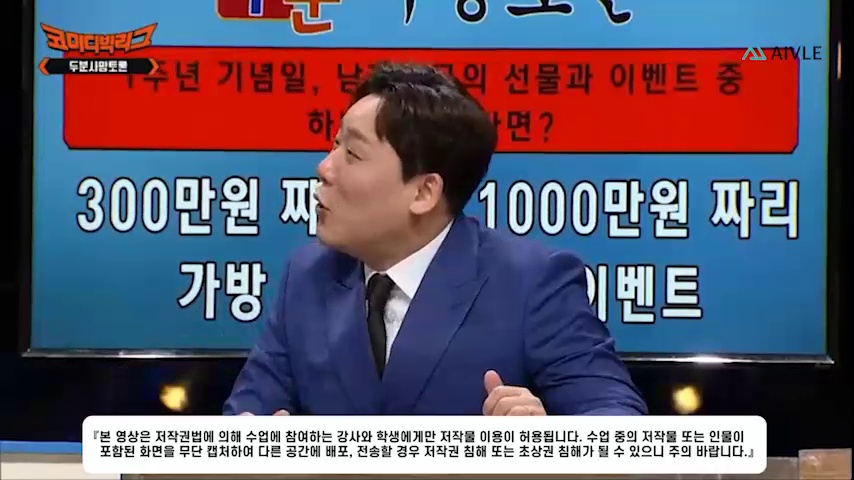 코미디빅리그
두분사망토론
AIVLE
1주년 기념일, 의 선물과 이벤트 중
면?
300만원 1000만원 짜리
가방 이벤트
『본 영상은 저작권법에 의해 수업에 참여하는 강사와 학생에게만 저작물 이용이 허용됩니다. 수업 중의 저작물 또는 인물이
포함된 화면을 무단 캡처하여 다른 공간에 배포, 전송할 경우 저작권 침해 또는 초상권 침해가 될 수 있으니 주의 바랍니다.』